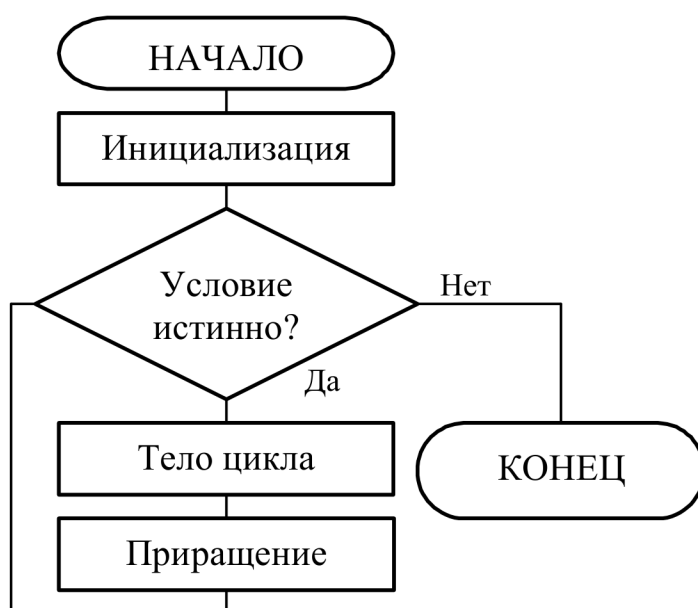 НАЧАЛО
Инициализация
Условие
истинно?
Нет
Да
Тело цикла
КОНЕЦ
Приращение